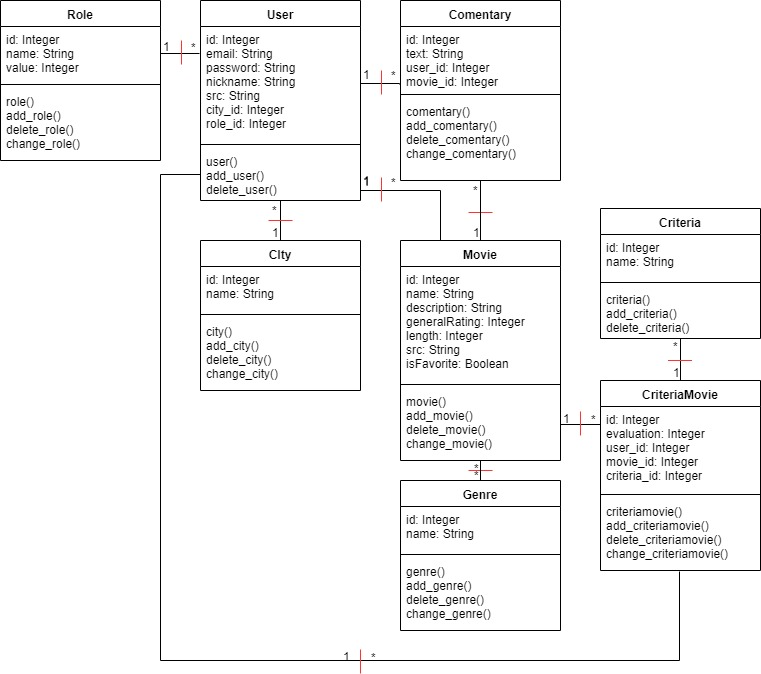 Role
id: Integer
name: String
value: Integer
role()
add_role()
delete_role()
change_role()
1
*
User
id: Integer
email: String
password: String
nickname: String
src: String
city_id: Integer
role_id: Integer
user()
add_user()
delete_user()
1
*
Comentary
id: Integer
text: String
user_id: Integer
movie_id: Integer
comentary()
add_comentary()
delete_comentary()
change_comentary()
1
*
*
1
*
1
CIty
id: Integer
name: String
city()
add_city()
delete_city()
change_city()
Movie
id: Integer
name: String
description: String
generalRating: Integer
length: Integer
src: String
isFavorite: Boolean
movie()
add_movie()
delete_movie()
change_movie()
Criteria
id: Integer
name: String
criteria()
add_criteria()
delete_criteria()
*
1
1
*
CriteriaMovie
id: Integer
evaluation: Integer
user_id: Integer
movie_id: Integer
criteria_id: Integer
criteriamovie()
add_criteriamovie()
delete_criteriamovie()
change_criteriamovie()
*
*
Genre
id: Integer
name: String
genre()
add_genre()
delete_genre()
change_genre()
1
*